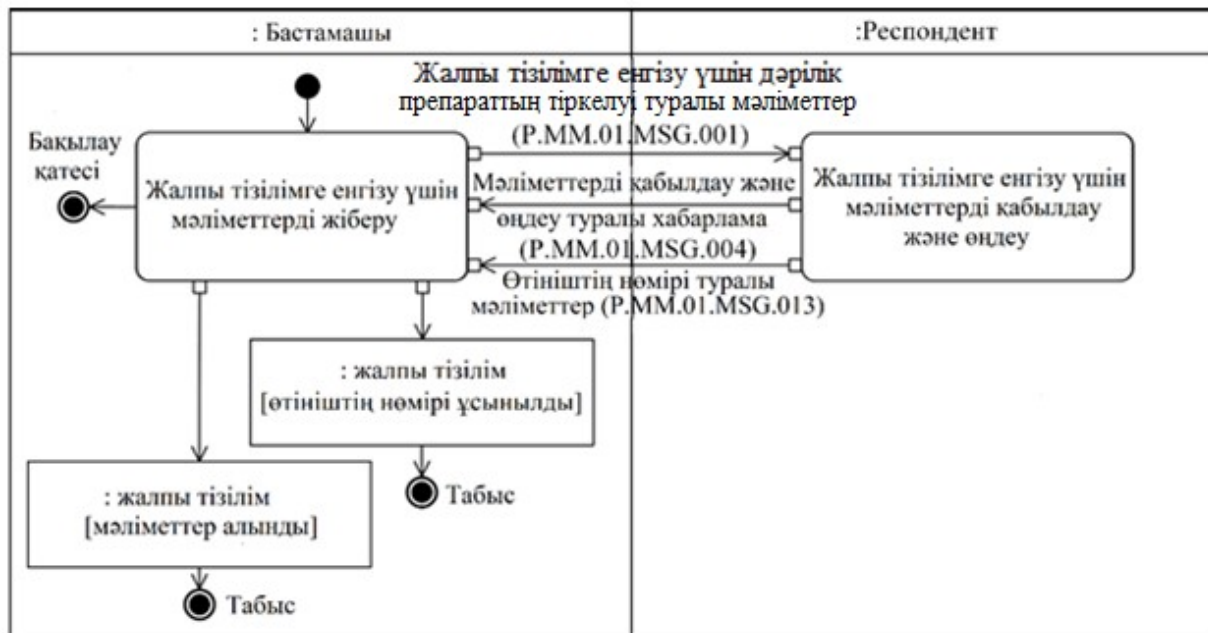 : Бастамашы
:Респондент
Жалпы тізілімге енгізу үшін дәрілік
препараттың тіркелуі туралы мәліметтер
(P.MM.01.MSG.001)
Бақылау
қатесі
Жалпы тізілімге енгізу үшін
мәліметтерді жіберу
Мәліметтерді қабылдау және
өңдеу туралы хабарлама
(P.MM.01.MSG.004)
Өтініштің нөмірі туралы
мәліметтер (P.MM.01.MSG.013)
Жалпы тізілімге енгізу үшін
мәліметтерді қабылдау
және өңдеу
: жалпы тізілім
[өтініштің нөмірі ұсынылды]
Табыс
: жалпы тізілім
[мәліметтер алынды]
Табыс